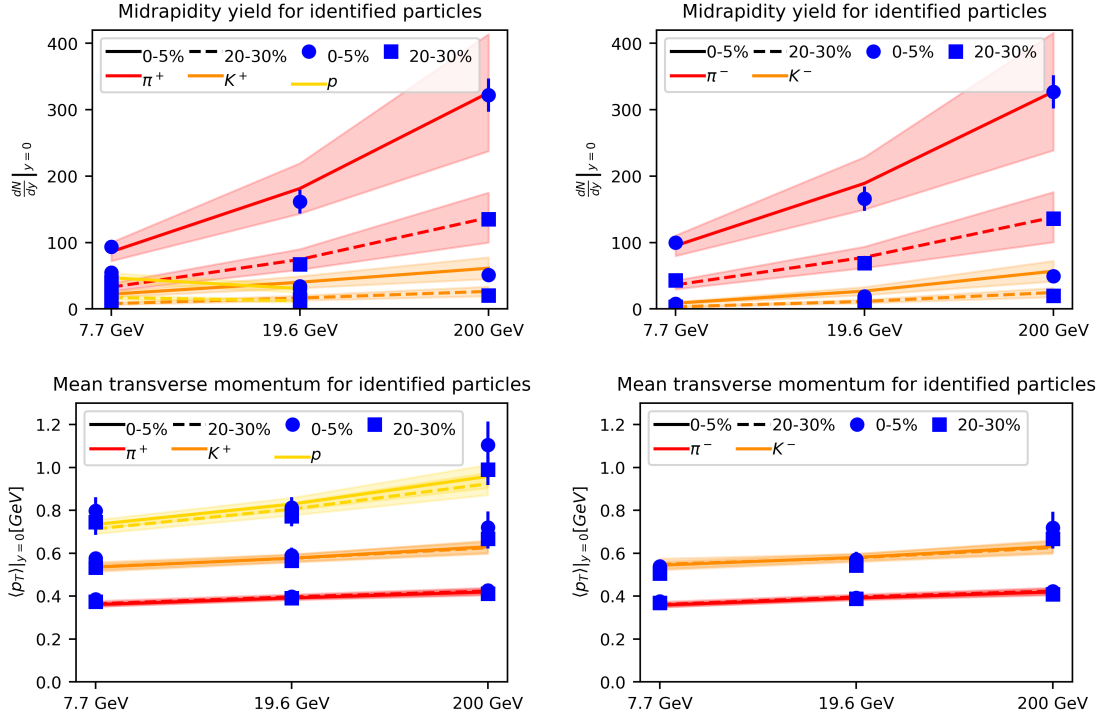 Midrapidity yield for identified particles
0-5% 20-30% 0-5% 20-30%
π⁺ K⁺ p
400
300
200
100
0
dN/dy|y=0
7.7 GeV 19.6 GeV 200 GeV
Midrapidity yield for identified particles
0-5% 20-30% 0-5% 20-30%
π⁻ K⁻
400
300
200
100
0
dN/dy|y=0
7.7 GeV 19.6 GeV 200 GeV
Mean transverse momentum for identified particles
0-5% 20-30% 0-5% 20-30%
π⁺ K⁺ p
1.2
1.0
0.8
0.6
0.4
0.2
0.0
⟨pT⟩|y=0[GeV]
7.7 GeV 19.6 GeV 200 GeV
Mean transverse momentum for identified particles
0-5% 20-30% 0-5% 20-30%
π⁻ K⁻
1.2
1.0
0.8
0.6
0.4
0.2
0.0
⟨pT⟩|y=0[GeV]
7.7 GeV 19.6 GeV 200 GeV